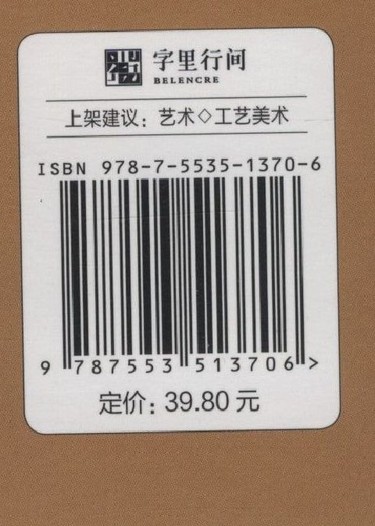 字里行间
BELENCRE
上架建议：艺术◇工艺美术
ISBN 978-7-5535-1370-6
9 787553 513706 >
定价：39.80 元